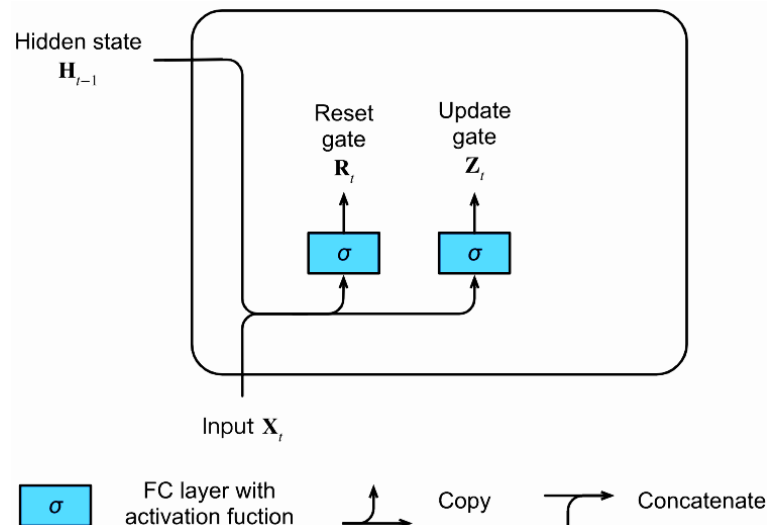 Hidden state
H_{t−1}
Reset
gate
R_t
Update
gate
Z_t
σ
σ
Input X_t
σ
FC layer with
activation fuction
Copy
Concatenate